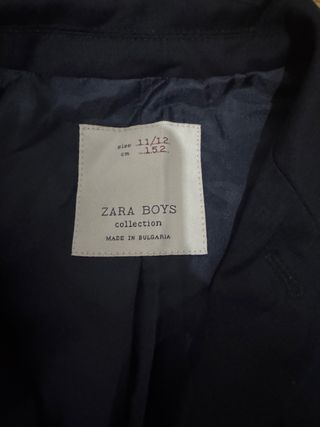 size 11/12
cm 152
ZARA BOYS
collection
MADE IN BULGARIA